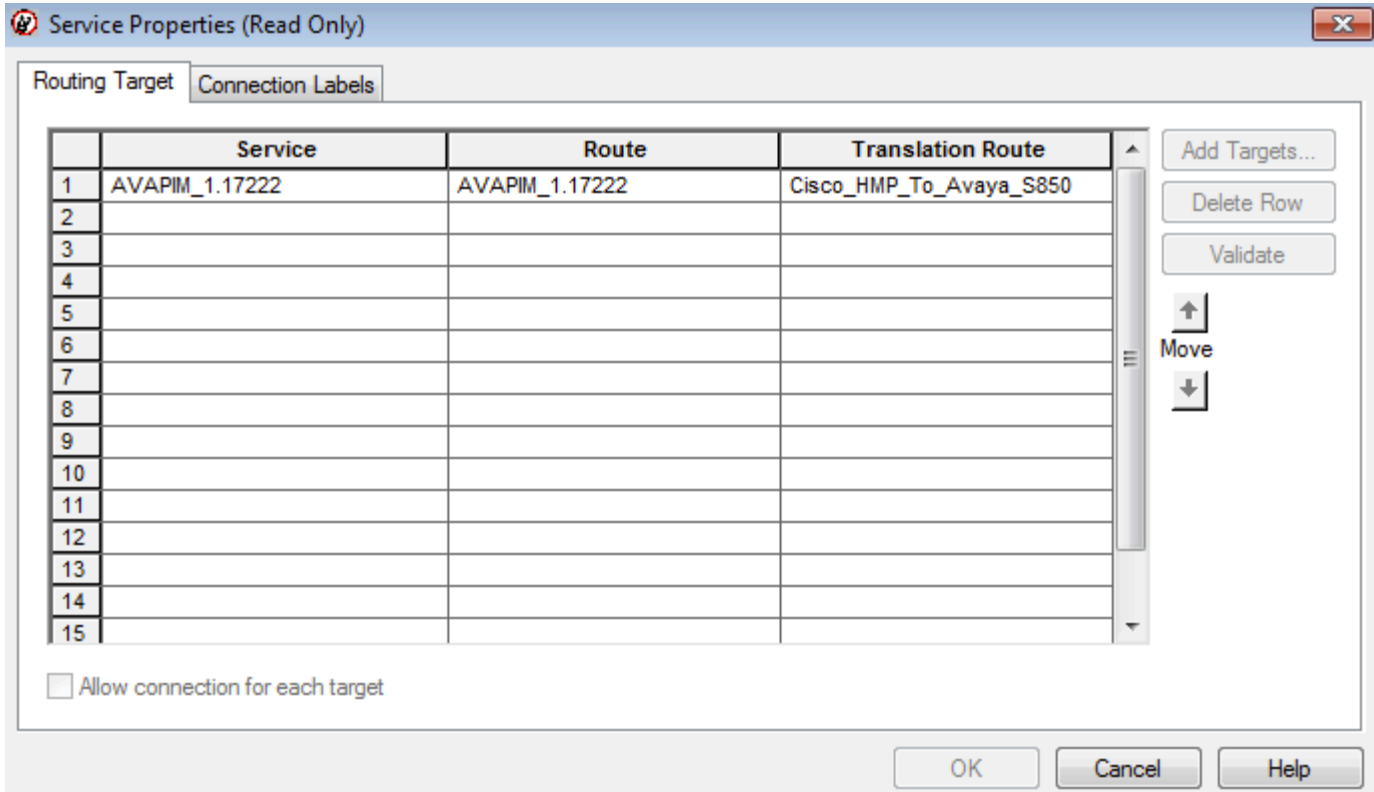 Service Properties (Read Only)
Routing Target Connection Labels
Service Route Translation Route
1 AVAPIM_1.17222 AVAPIM_1.17222 Cisco_HMP_To_Avaya_S850
2
3
4
5
6
7
8
9
10
11
12
13
14
15
Add Targets...
Delete Row
Validate
Move
Allow connection for each target
OK Cancel Help